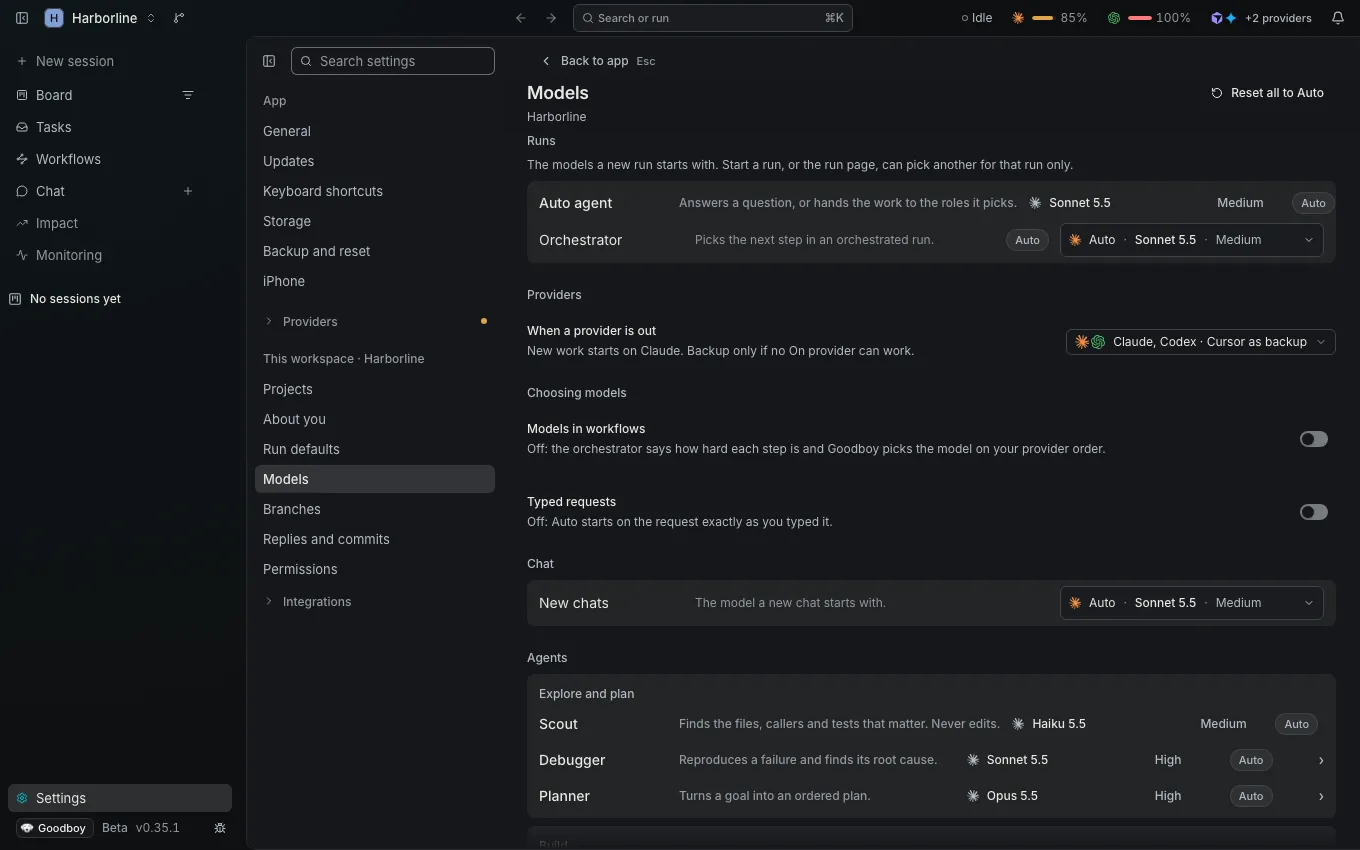 H Harborline
Search or run ⌘K
Idle
85%
100%
+2 providers
New session
Board
Tasks
Workflows
Chat
Impact
Monitoring
No sessions yet
Settings
Goodboy Beta v0.35.1
Search settings
App
General
Updates
Keyboard shortcuts
Storage
Backup and reset
iPhone
Providers
This workspace · Harborline
Projects
About you
Run defaults
Models
Branches
Replies and commits
Permissions
Integrations
Back to app Esc
Models
Reset all to Auto
Harborline
Runs
The models a new run starts with. Start a run, or the run page, can pick another for that run only.
Auto agent Answers a question, or hands the work to the roles it picks. Sonnet 5.5 Medium Auto
Orchestrator Picks the next step in an orchestrated run. Auto Auto · Sonnet 5.5 · Medium
Providers
When a provider is out
New work starts on Claude. Backup only if no On provider can work.
Claude, Codex · Cursor as backup
Choosing models
Models in workflows
Off: the orchestrator says how hard each step is and Goodboy picks the model on your provider order.
Typed requests
Off: Auto starts on the request exactly as you typed it.
Chat
New chats The model a new chat starts with. Auto · Sonnet 5.5 · Medium
Agents
Explore and plan
Scout Finds the files, callers and tests that matter. Never edits. Haiku 5.5 Medium Auto
Debugger Reproduces a failure and finds its root cause. Sonnet 5.5 High Auto
Planner Turns a goal into an ordered plan. Opus 5.5 High Auto
Build